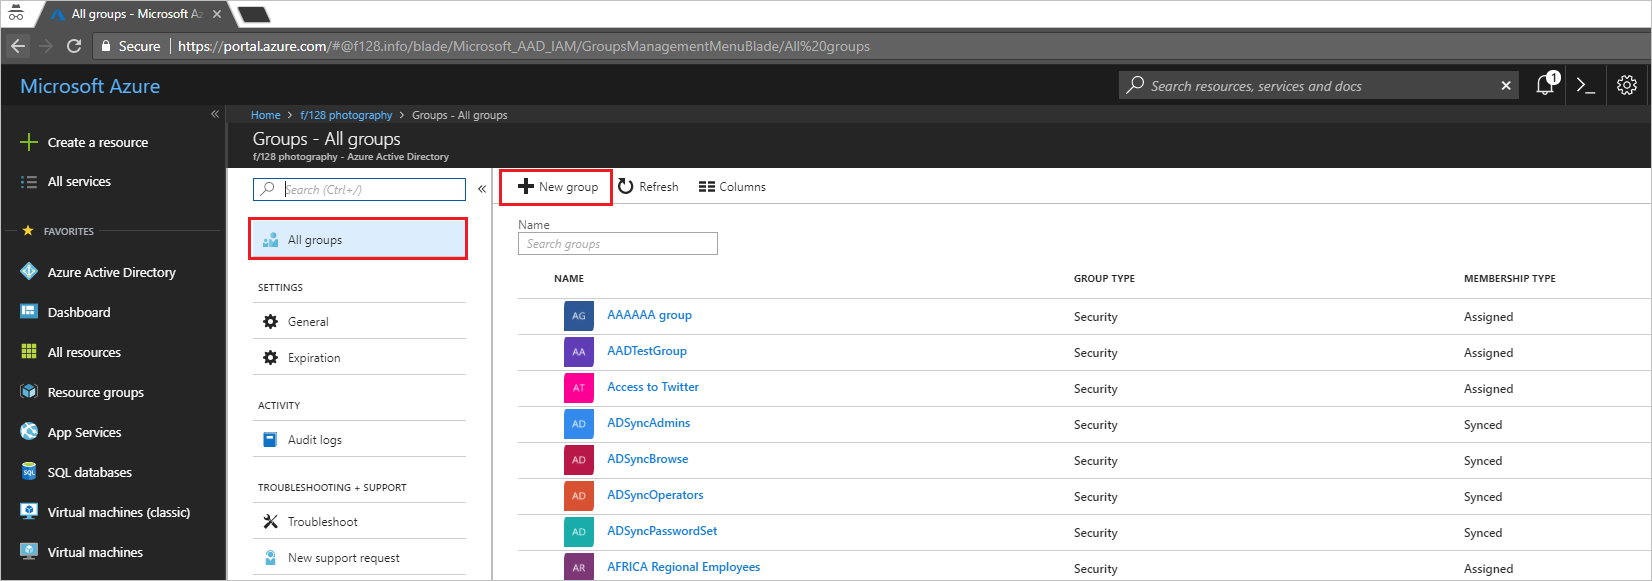 All groups - Microsoft Az
Secure https://portal.azure.com/#@f128.info/blade/Microsoft_AAD_IAM/GroupsManagementMenuBlade/All%20groups
Microsoft Azure
Search resources, services and docs
1
Create a resource
All services
FAVORITES
Azure Active Directory
Dashboard
All resources
Resource groups
App Services
SQL databases
Virtual machines (classic)
Virtual machines
Home > f/128 photography > Groups - All groups
Groups - All groups
f/128 photography - Azure Active Directory
Search (Ctrl+/)
All groups
SETTINGS
General
Expiration
ACTIVITY
Audit logs
TROUBLESHOOTING + SUPPORT
Troubleshoot
New support request
New group Refresh Columns
Name
Search groups
NAME GROUP TYPE MEMBERSHIP TYPE
AG AAAAAA group Security Assigned
AA AADTestGroup Security Assigned
AT Access to Twitter Security Assigned
AD ADSyncAdmins Security Synced
AD ADSyncBrowse Security Synced
AD ADSyncOperators Security Synced
AD ADSyncPasswordSet Security Synced
AR AFRICA Regional Employees Security Assigned